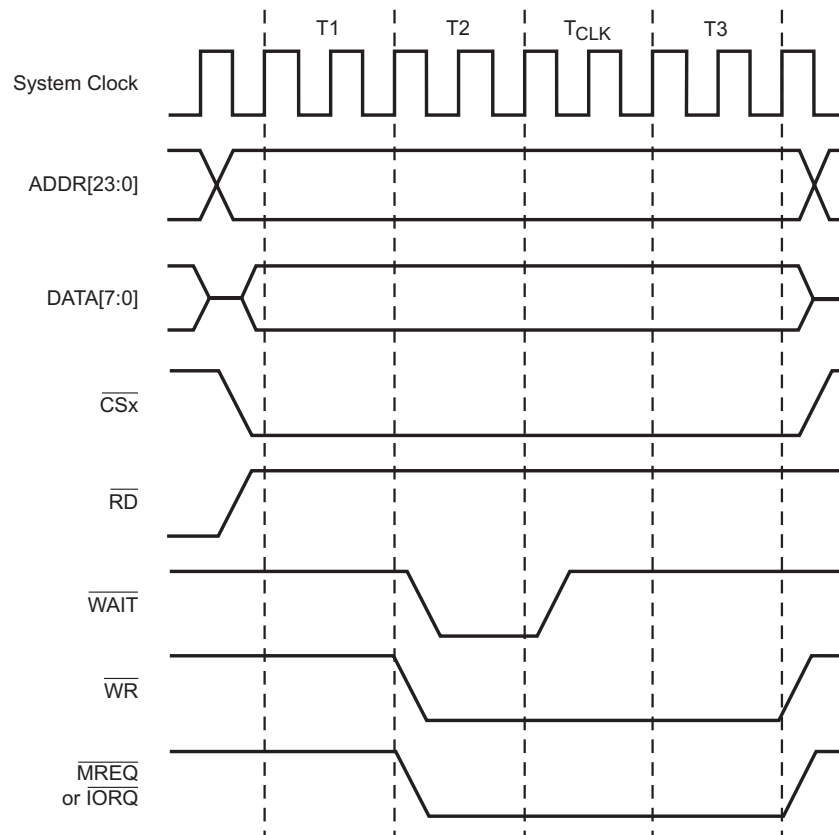 T1 T2 TCLK T3
System Clock
ADDR[23:0]
DATA[7:0]
CSx
RD
WAIT
WR
MREQ
or IORQ